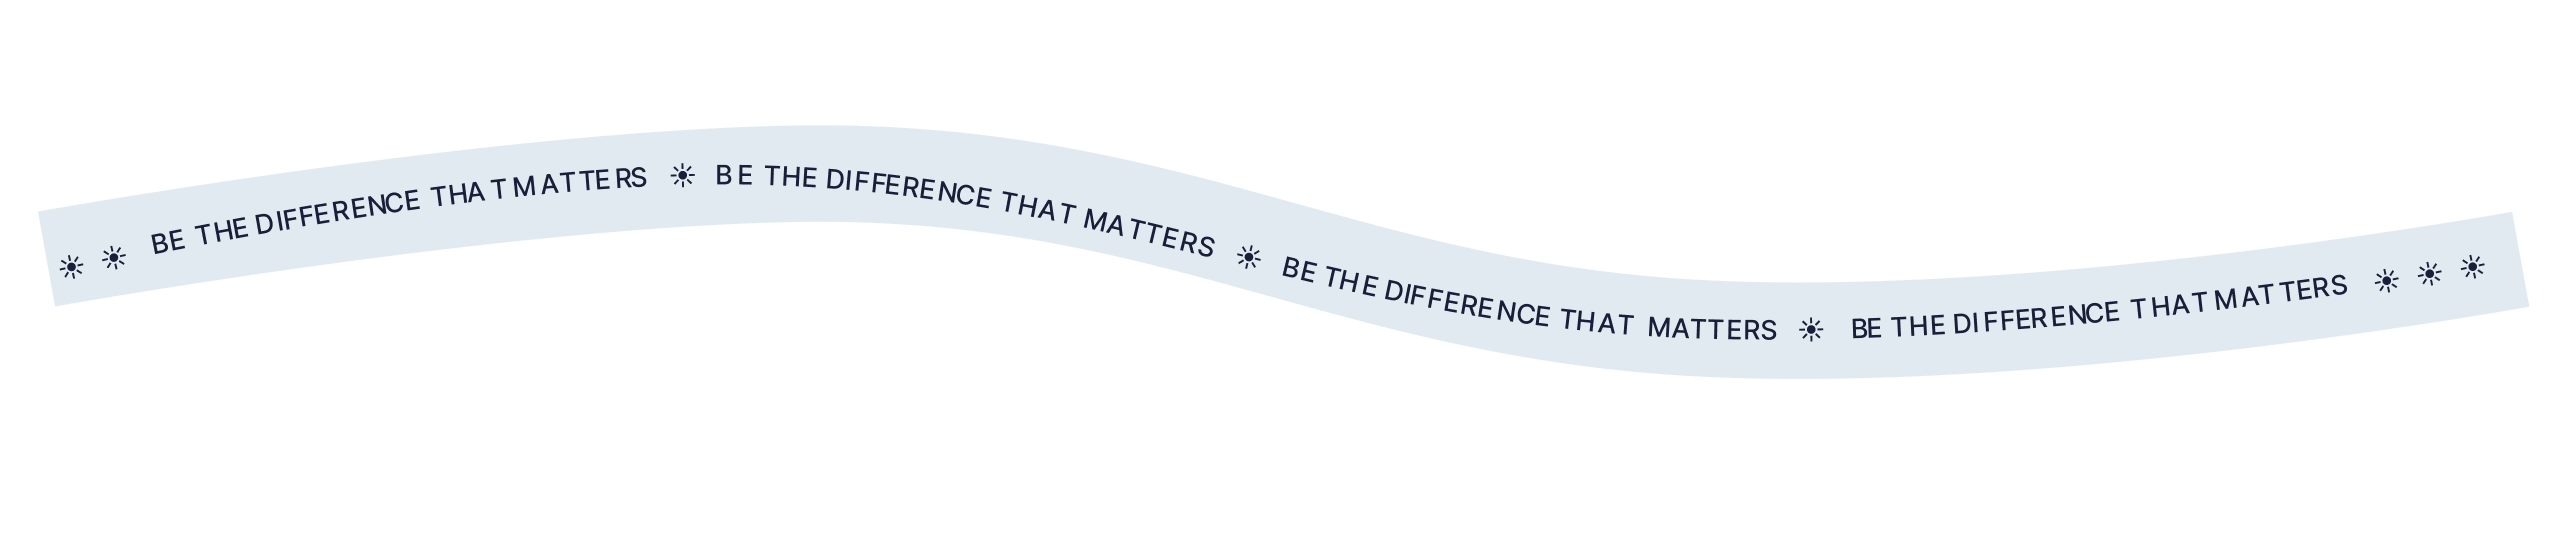 ☀ ☀ BE THE DIFFERENCE THAT MATTERS ☀ BE THE DIFFERENCE THAT MATTERS ☀ BE THE DIFFERENCE THAT MATTERS ☀ BE THE DIFFERENCE THAT MATTERS ☀ ☀ ☀